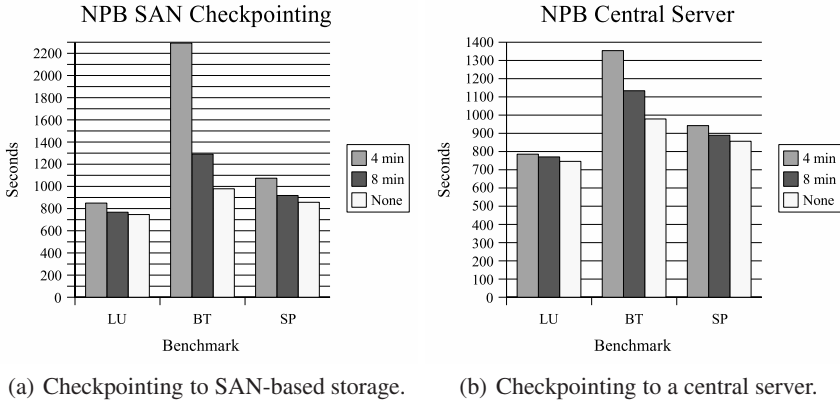 NPB SAN Checkpointing
2200
2000
1800
1600
1400
1200
1000
800
600
400
200
0
Seconds
LU BT SP
Benchmark
4 min
8 min
None
(a) Checkpointing to SAN-based storage.
NPB Central Server
1400
1300
1200
1100
1000
900
800
700
600
500
400
300
200
100
0
Seconds
LU BT SP
Benchmark
4 min
8 min
None
(b) Checkpointing to a central server.